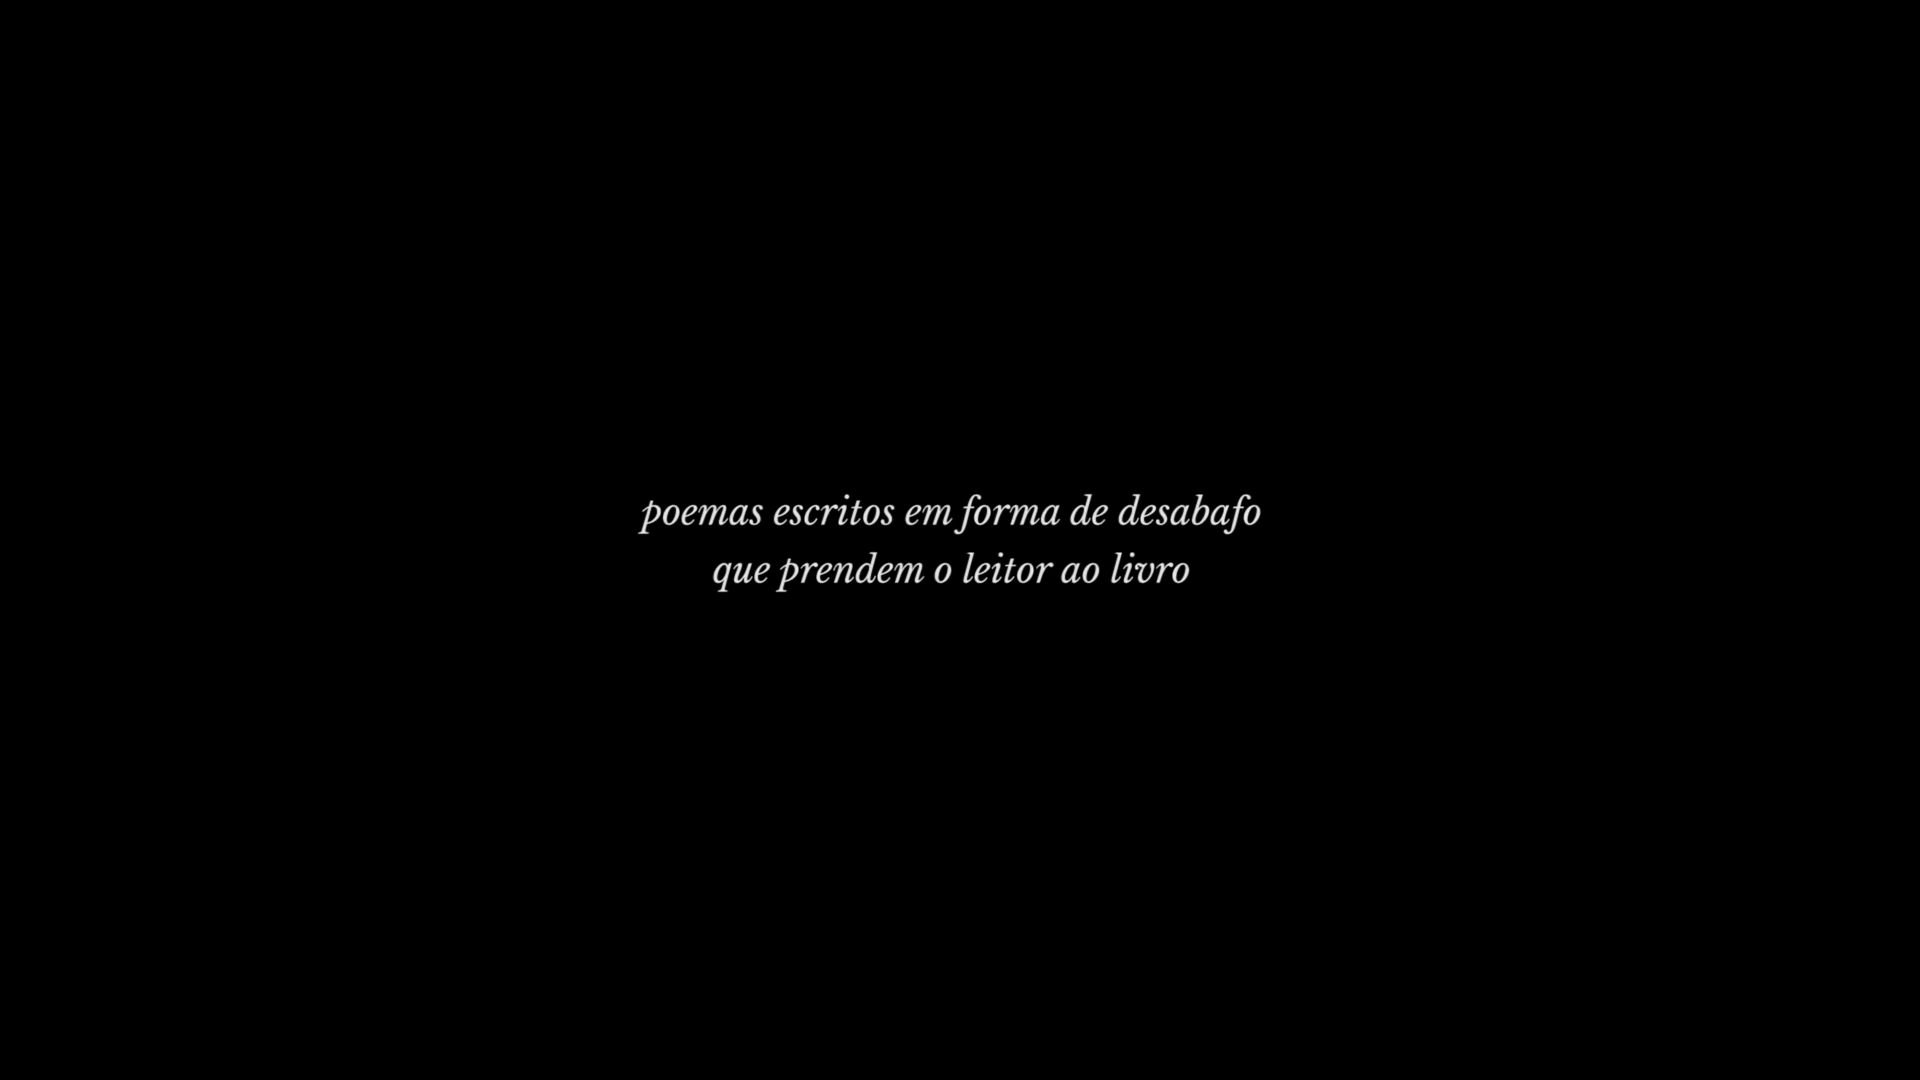 poemas escritos em forma de desabafo
que prendem o leitor ao livro